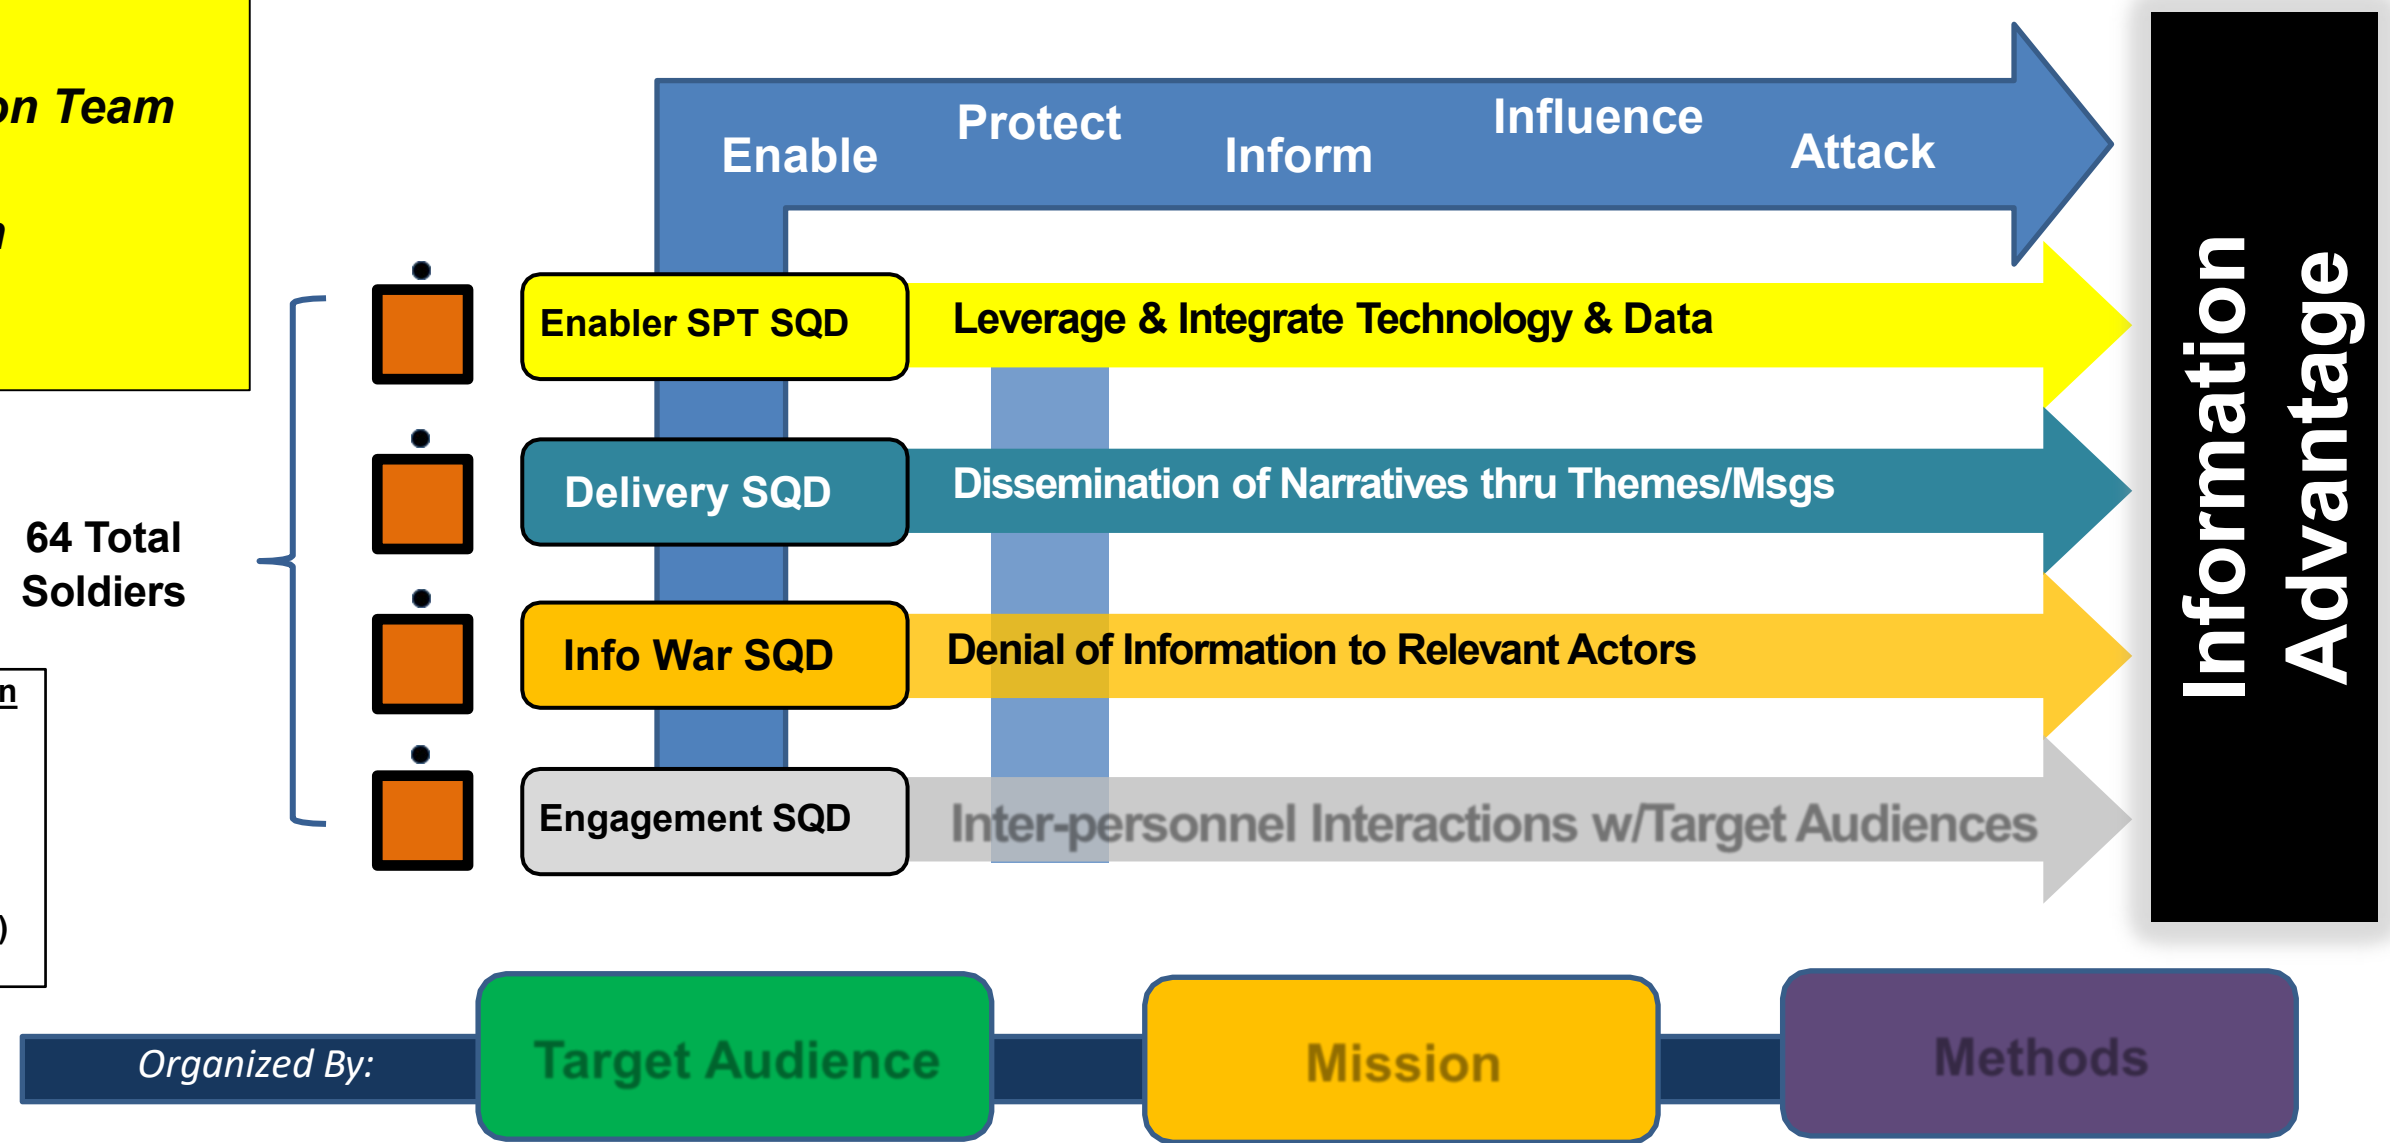 on Team
n
Enable
Protect
Inform
Influence
Attack
Enabler SPT SQD
Leverage & Integrate Technology & Data
Delivery SQD
Dissemination of Narratives thru Themes/Msgs
64 Total
Soldiers
Info War SQD
Denial of Information to Relevant Actors
n
Engagement SQD
Inter-personnel Interactions w/Target Audiences
)
Information
Advantage
Organized By:
Target Audience
Mission
Methods